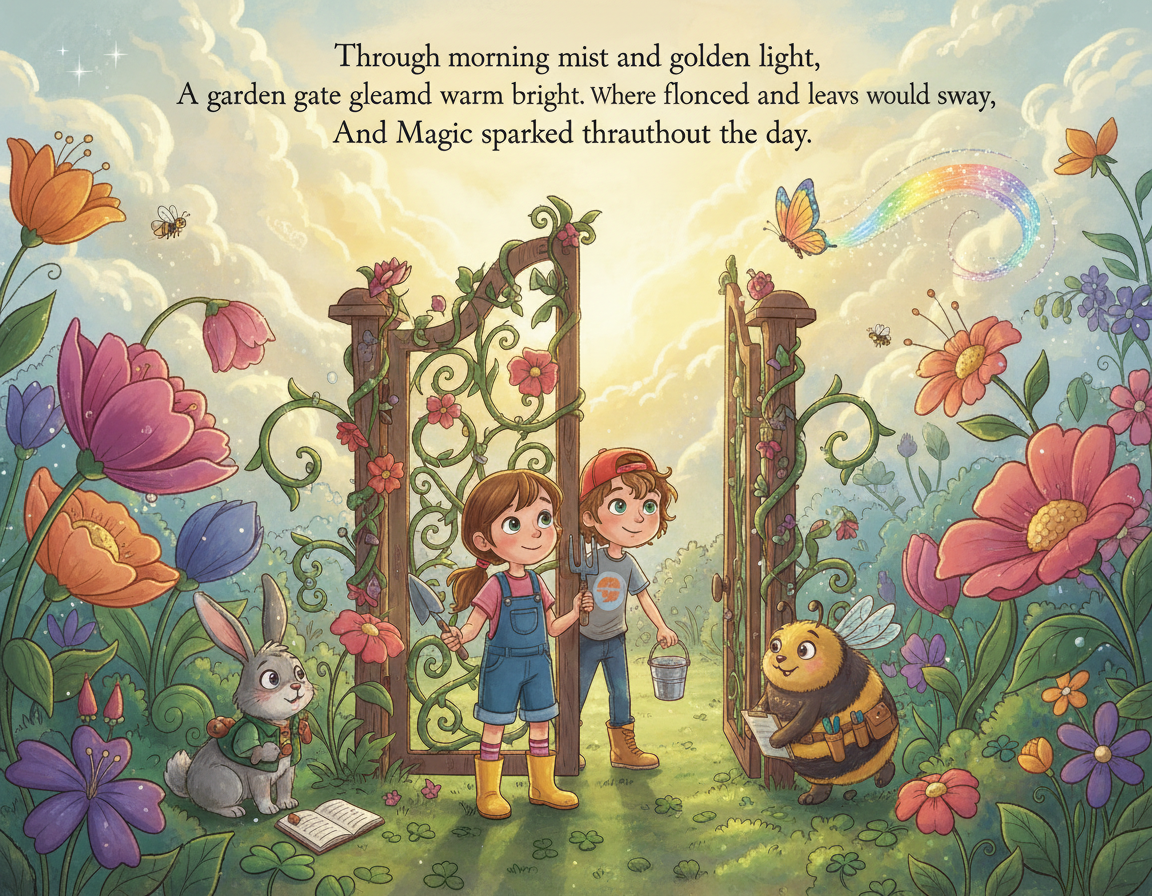 Through morning mist and golden light,
A garden gate gleamd warm bright. Where flonced and leavs would sway,
And Magic sparked thrauthout the day.